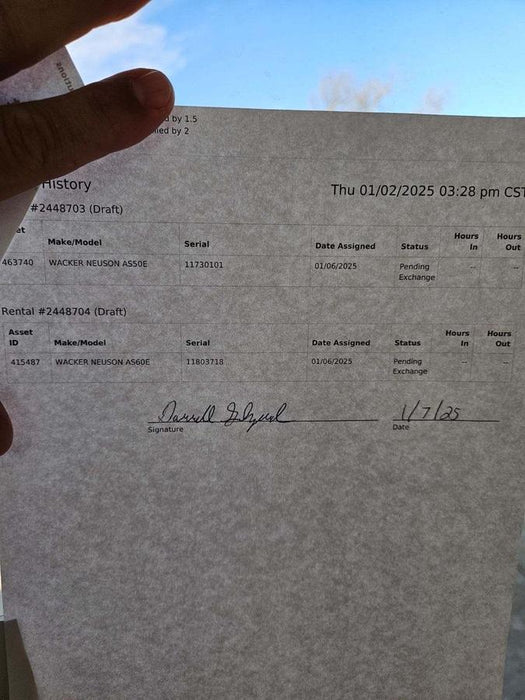 by 1.5
ied by 2
History
Thu 01/02/2025 03:28 pm CST
#2448703 (Draft)
et Make/Model Serial Date Assigned Status Hours In Hours Out
463740 WACKER NEUSON AS50E 11730101 01/06/2025 Pending Exchange -- --
Rental #2448704 (Draft)
Asset ID Make/Model Serial Date Assigned Status Hours In Hours Out
415487 WACKER NEUSON AS60E 11803718 01/06/2025 Pending Exchange -- --
Darrell
1/7/25
Signature
Date